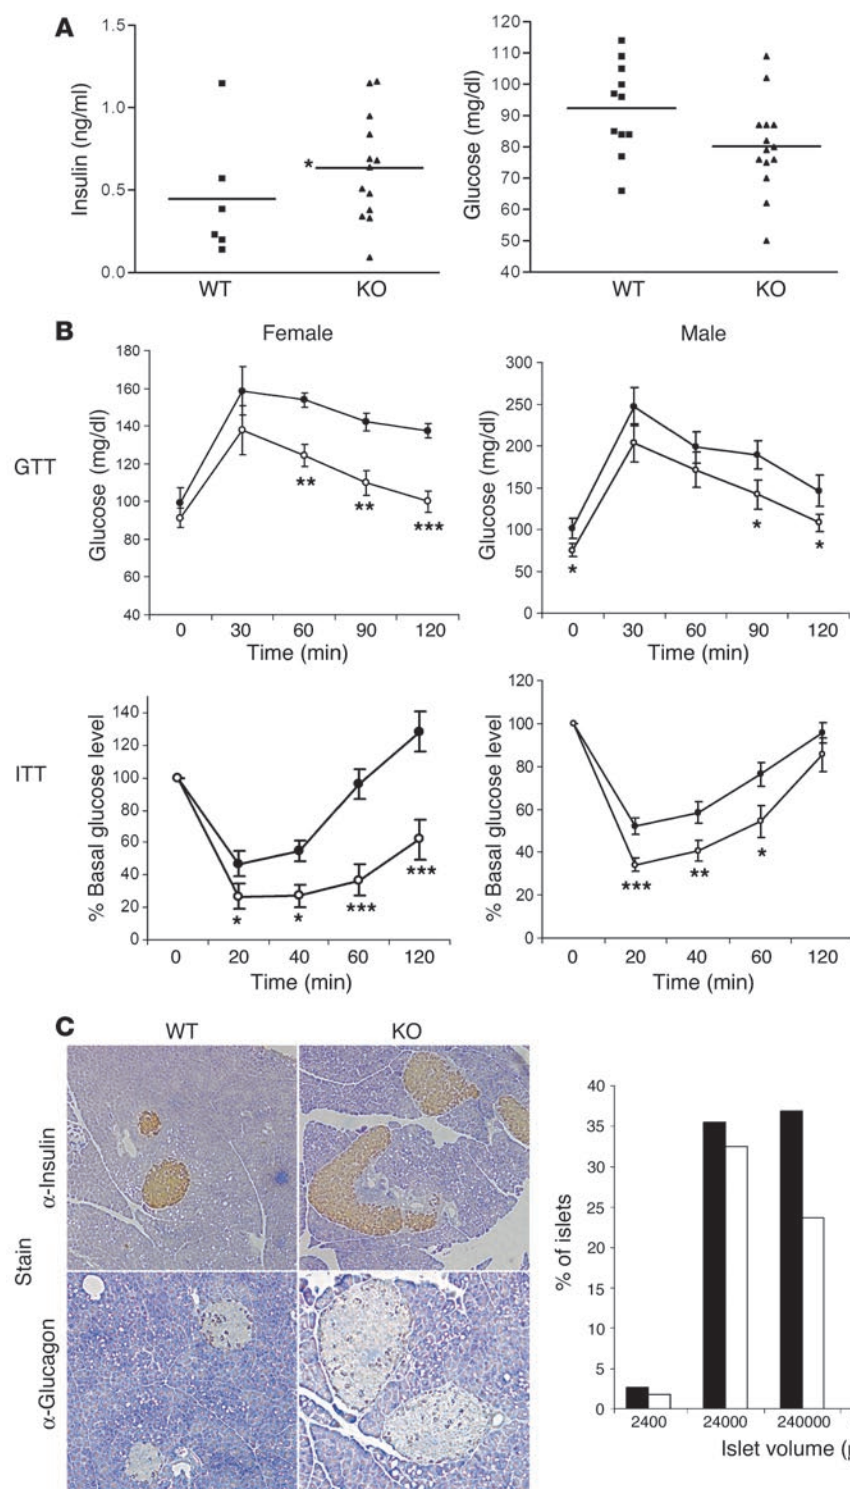 A
Insulin (ng/ml)
1.5
1.0
0.5
0.0
*
WT
KO
Glucose (mg/dl)
120
110
100
90
80
70
60
50
40
WT
KO
B
Female
Male
GTT
Glucose (mg/dl)
180
160
140
120
100
80
60
40
**
**
***
0 30 60 90 120
Time (min)
Glucose (mg/dl)
300
250
200
150
100
50
0
*
*
*
0 30 60 90 120
Time (min)
ITT
% Basal glucose level
140
120
100
80
60
40
20
0
*
*
***
***
0 20 40 60 120
Time (min)
% Basal glucose level
120
100
80
60
40
20
0
***
**
*
0 20 40 60 120
Time (min)
C
WT
KO
Stain
α-Insulin
α-Glucagon
% of islets
40
35
30
25
20
15
10
5
0
2400 24000 240000
Islet volume (